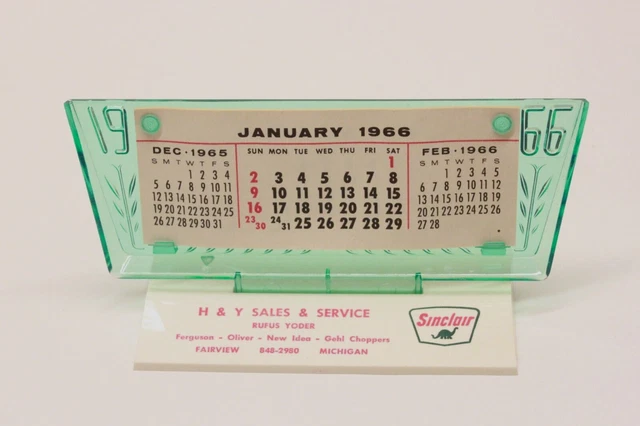 19
66
JANUARY 1966
DEC · 1965
S M T W T F S
1 2 3 4
5 6 7 8 9 10 11
12 13 14 15 16 17 18
19 20 21 22 23 24 25
26 27 28 29 30 31
SUN MON TUE WED THU FRI SAT
1
2 3 4 5 6 7 8
9 10 11 12 13 14 15
16 17 18 19 20 21 22
23/30 24/31 25 26 27 28 29
FEB · 1966
S M T W T F S
1 2 3 4 5
6 7 8 9 10 11 12
13 14 15 16 17 18 19
20 21 22 23 24 25 26
27 28
H & Y SALES & SERVICE
RUFUS YODER
Ferguson - Oliver - New Idea - Gehl Choppers
FAIRVIEW 848-2980 MICHIGAN
Sinclair